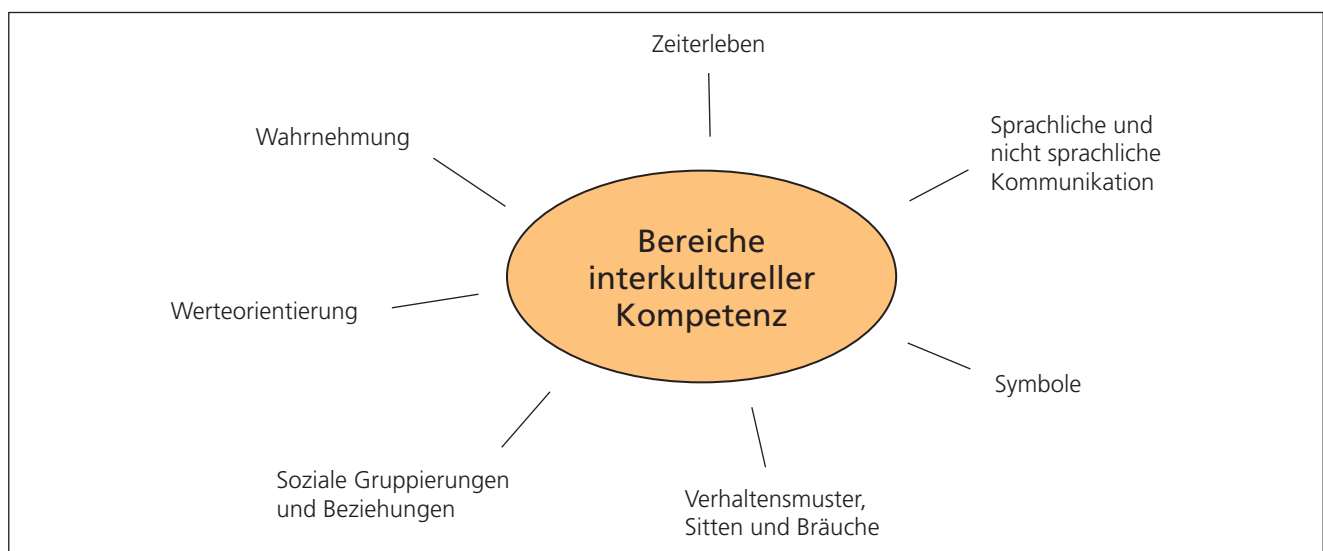 Zeiterleben
Sprachliche und
nicht sprachliche
Kommunikation
Wahrnehmung
Bereiche
interkultureller
Kompetenz
Werteorientierung
Symbole
Soziale Gruppierungen
und Beziehungen
Verhaltensmuster,
Sitten und Bräuche